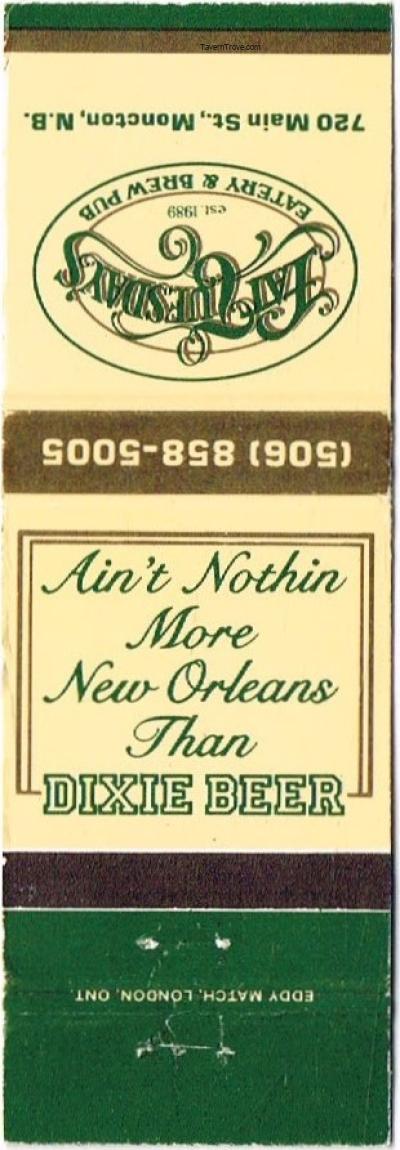 TavernTrove.com
720 Main St., Moncton, N.B.
FAT TUESDAY'S
EATERY & BREW PUB
est. 1989
(506) 858-5005
Ain't Nothin
More
New Orleans
Than
DIXIE BEER
EDDY MATCH, LONDON, ONT.